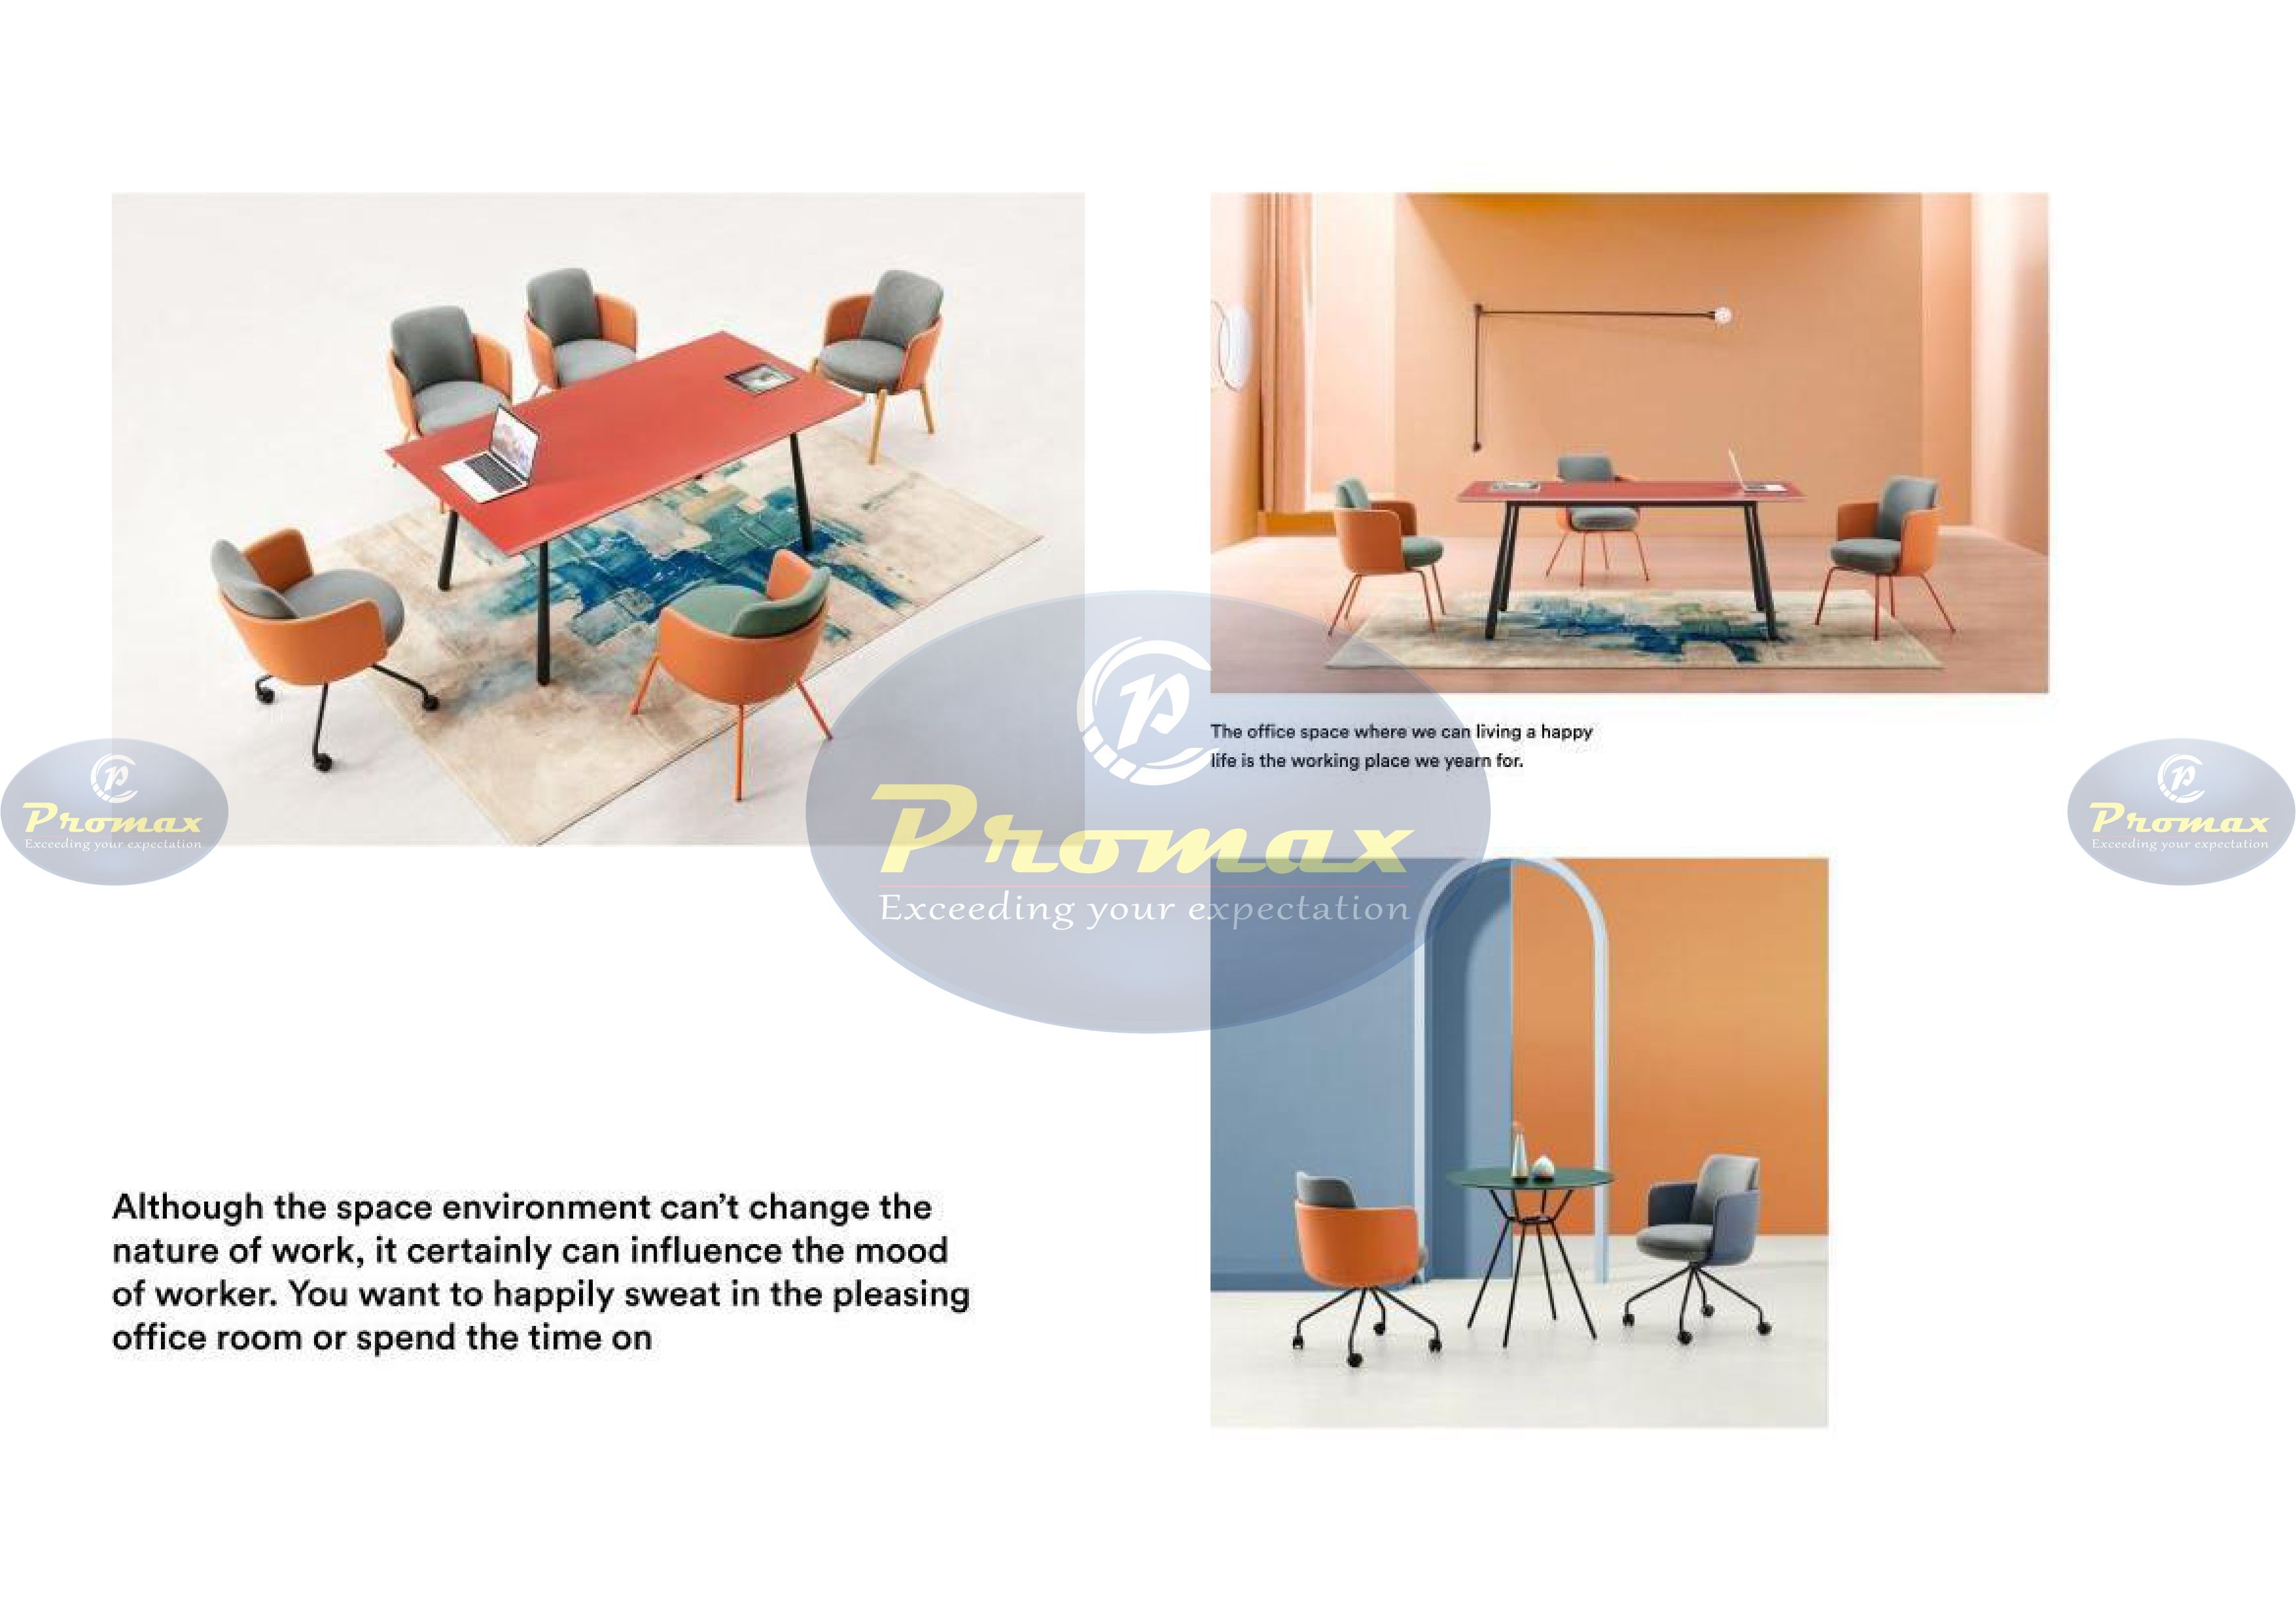 The office space where we can living a happy
life is the working place we yearn for.
Promax
Exceeding your expectation
Promax
Exceeding your expectation
Promax
Exceeding your expectation
Although the space environment can't change the
nature of work, it certainly can influence the mood
of worker. You want to happily sweat in the pleasing
office room or spend the time on